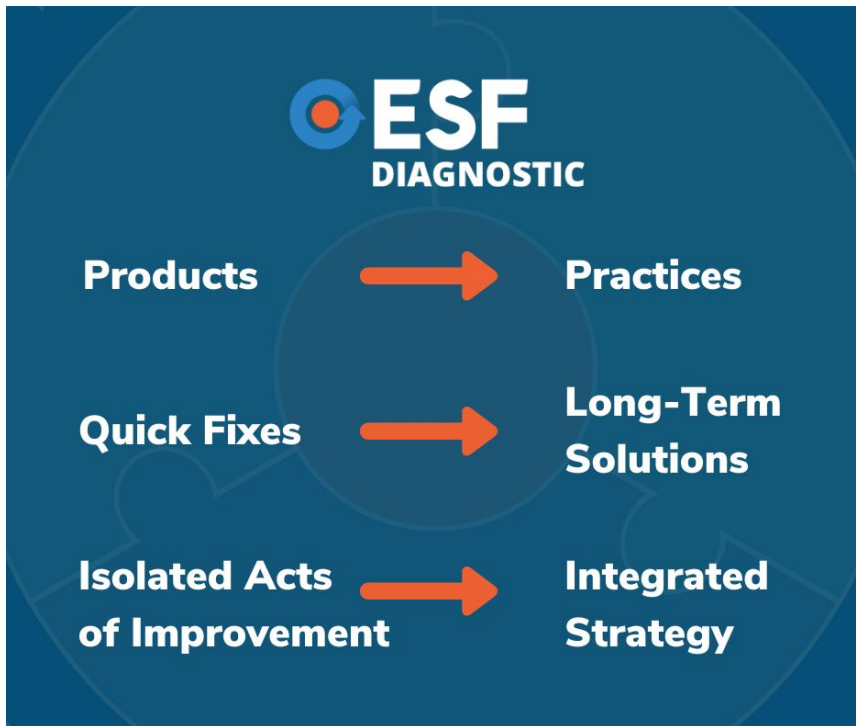 ESF
DIAGNOSTIC
Products
Practices
Quick Fixes
Long-Term
Solutions
Isolated Acts
of Improvement
Integrated
Strategy